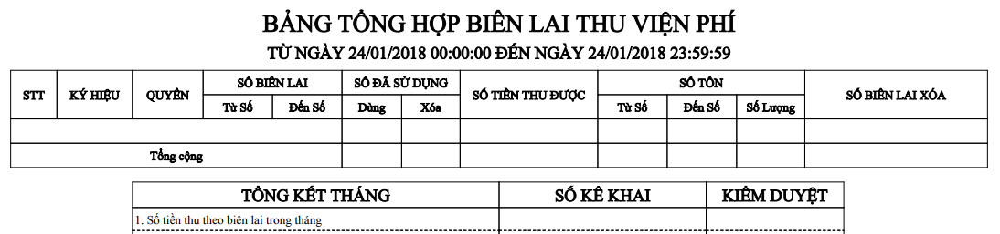 BẢNG TỔNG HỢP BIÊN LAI THU VIỆN PHÍ
TỪ NGÀY 24/01/2018 00:00:00 ĐẾN NGÀY 24/01/2018 23:59:59
STT KÝ HIỆU QUYỂN SỐ BIÊN LAI SỐ ĐÃ SỬ DỤNG SỐ TIỀN THU ĐƯỢC SỐ TỒN SỐ BIÊN LAI XÓA
Từ Số Đến Số Dùng Xóa Từ Số Đến Số Số Lượng
Tổng cộng
TỔNG KẾT THÁNG SỐ KÊ KHAI KIỂM DUYỆT
1. Số tiền thu theo biên lai trong tháng